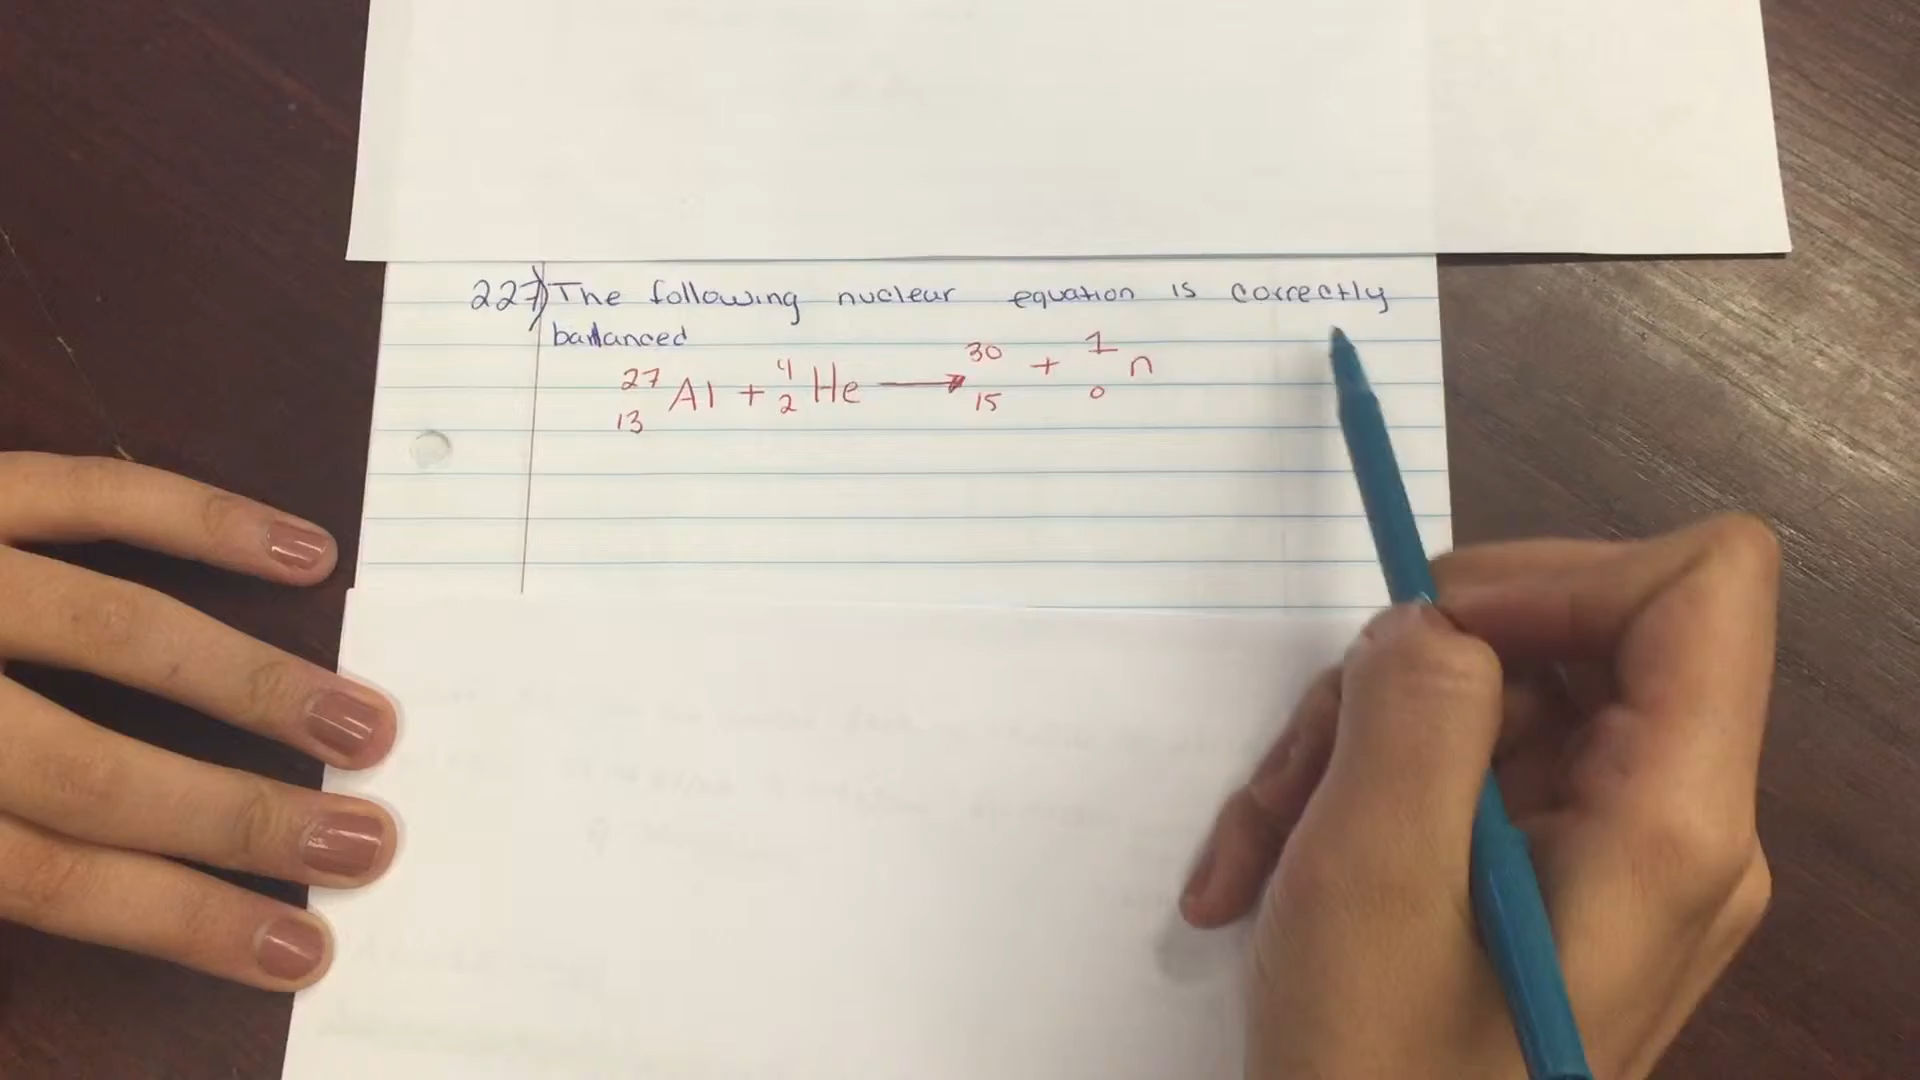 227) The following nuclear equation is correctly
balanced
27 13 Al + 4 2 He → 30 15 + 1 0 n